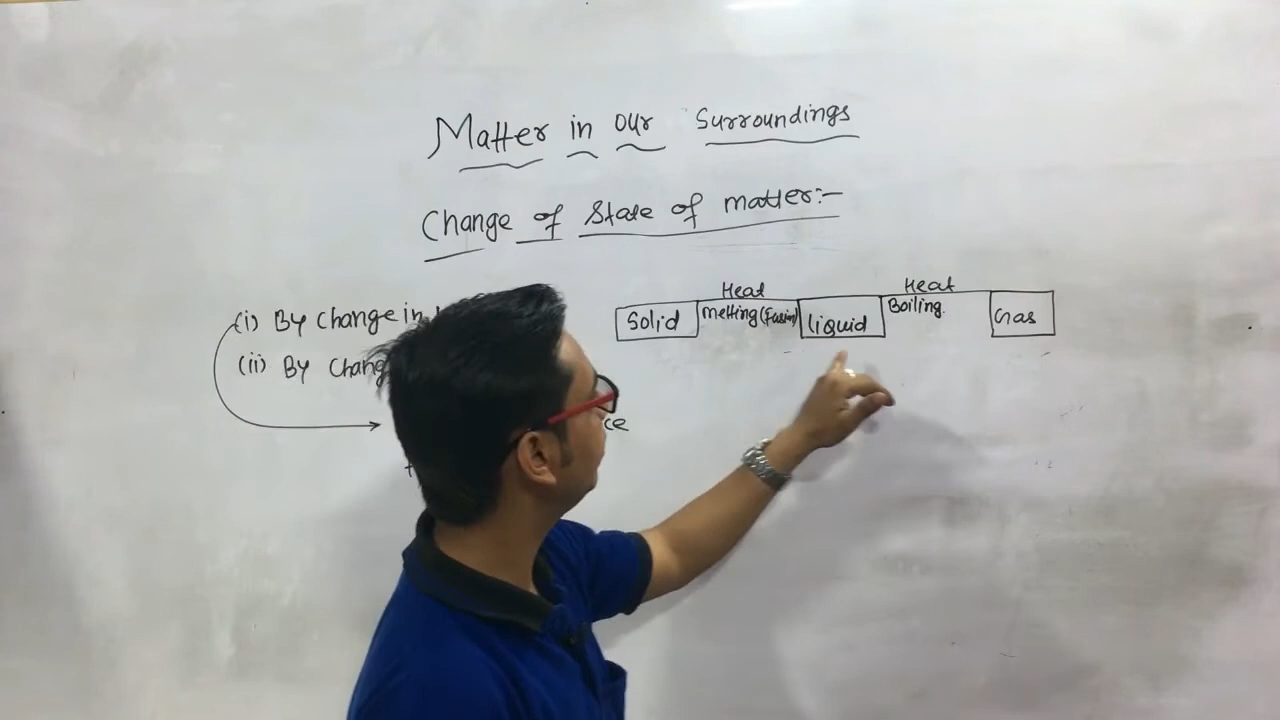 Matter in our Surroundings
Change of State of matter:-
(i) By Change in
(ii) By Chang
ce
Heat
Solid melting (Fusion) liquid
Heat
Boiling. Gas